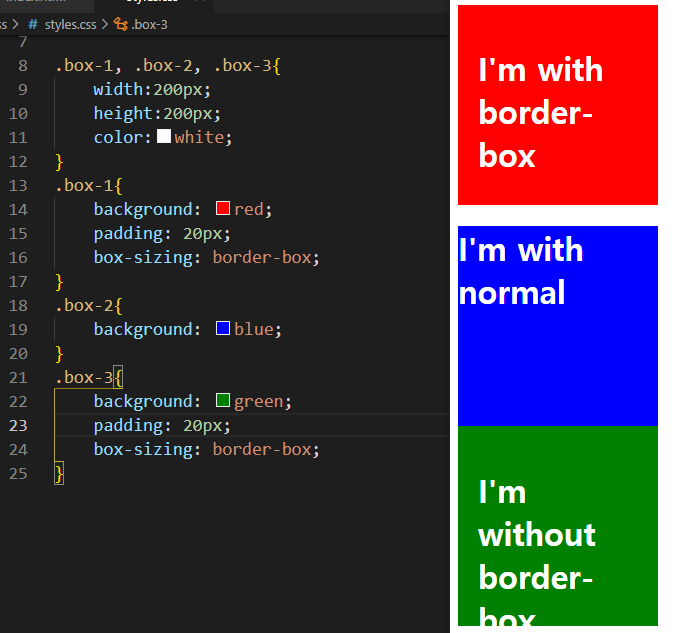 ss > # styles.css > .box-3
7
8 .box-1, .box-2, .box-3{
9 width:200px;
10 height:200px;
11 color: white;
12 }
13 .box-1{
14 background: red;
15 padding: 20px;
16 box-sizing: border-box;
17 }
18 .box-2{
19 background: blue;
20 }
21 .box-3{
22 background: green;
23 padding: 20px;
24 box-sizing: border-box;
25 }
I'm with
border-
box
I'm with
normal
I'm
without
border-
box